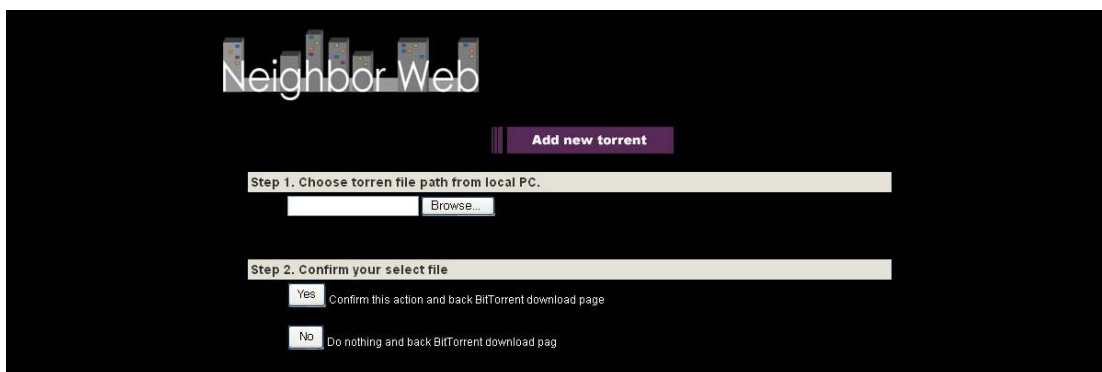 Neighbor Web
Add new torrent
Step 1. Choose torren file path from local PC.
Browse...
Step 2. Confirm your select file
Yes Confirm this action and back BitTorrent download page
No Do nothing and back BitTorrent download pag